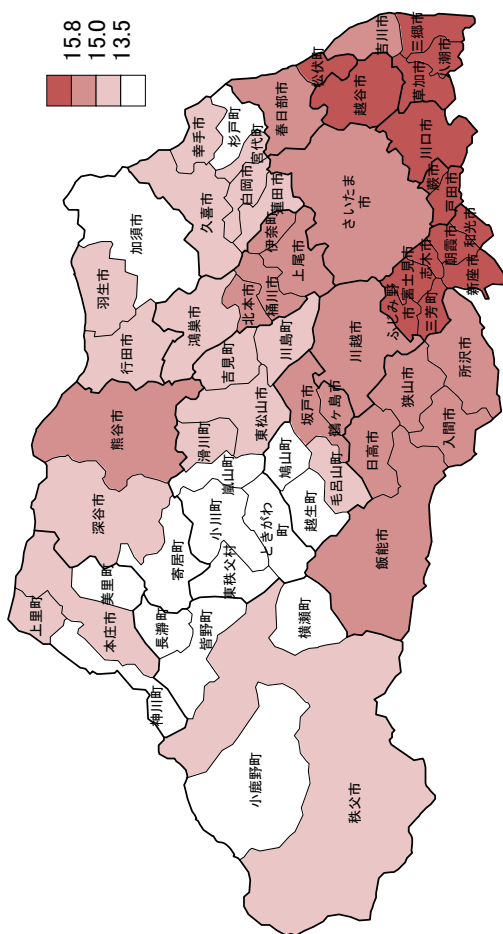 15.8
15.0
13.5
上里町
神川町
本庄市
美里町
深谷市
熊谷市
行田市
羽生市
加須市
長瀞町
皆野町
寄居町
小川町
嵐山町
滑川町
東秩父村
ときがわ
町
東松山市
吉見町
鴻巣市
北本市
桶川市
久喜市
幸手市
杉戸町
宮代町
白岡市
蓮田市
伊奈町
上尾市
春日部市
小鹿野町
秩父市
横瀬町
越生町
鳩山町
毛呂山町
坂戸市
鶴ヶ島市
川島町
川越市
さいたま
市
越谷市
松伏町
吉川市
三郷市
八潮市
草加市
川口市
蕨市
戸田市
飯能市
日高市
狭山市
入間市
所沢市
ふじみ野
市
富士見市
三芳町
志木市
朝霞市
新座市
和光市